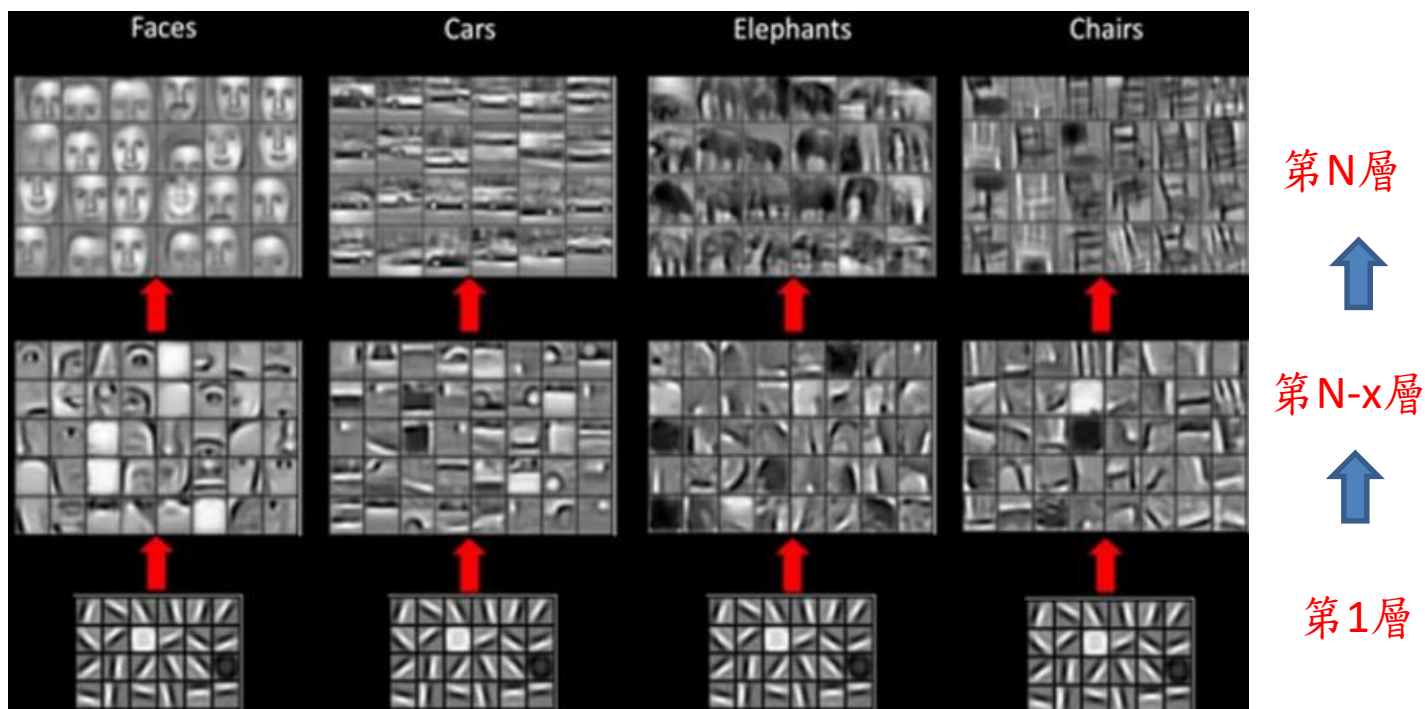 Faces
Cars
Elephants
Chairs
第N層
第N-x層
第1層